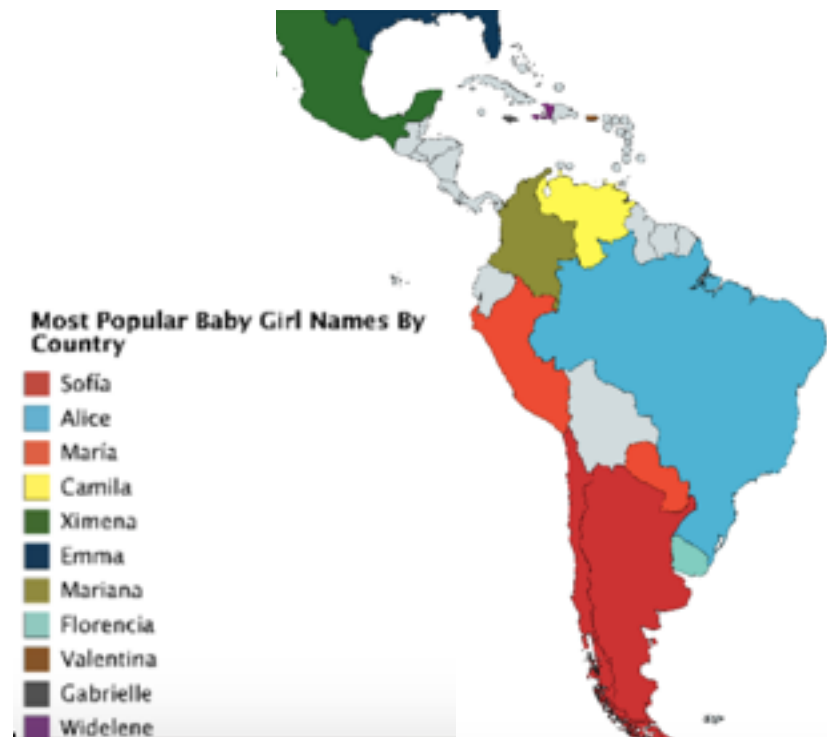 Most Popular Baby Girl Names By
Country
Sofía
Alice
María
Camila
Ximena
Emma
Mariana
Florencia
Valentina
Gabrielle
Widelene